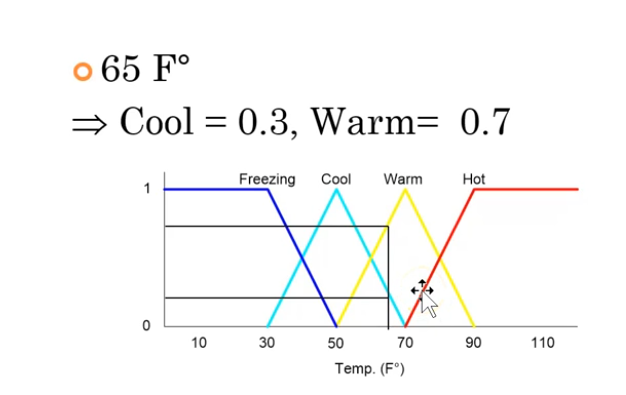 65 F°
⇒ Cool = 0.3, Warm= 0.7
Freezing Cool Warm Hot
1
0
10 30 50 70 90 110
Temp. (F°)